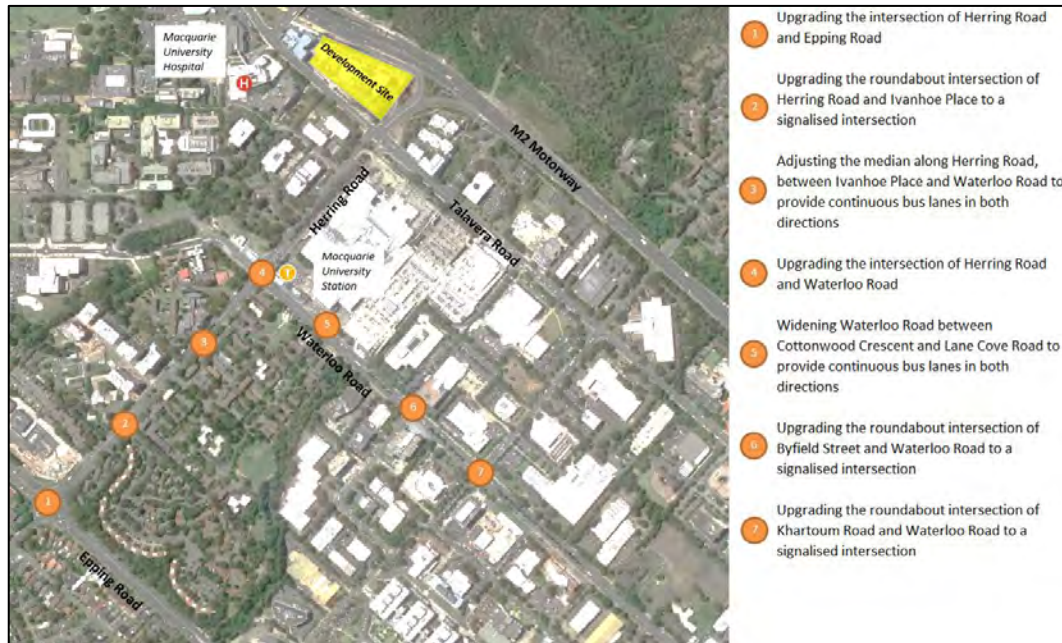 Macquarie
University
Hospital
H
Development Site
M2 Motorway
Herring Road
Talavera Road
Macquarie
University
Station
T
4
5
3
Waterloo Road
6
2
7
1
Epping Road
1
Upgrading the intersection of Herring Road
and Epping Road
2
Upgrading the roundabout intersection of
Herring Road and Ivanhoe Place to a
signalised intersection
3
Adjusting the median along Herring Road,
between Ivanhoe Place and Waterloo Road to
provide continuous bus lanes in both
directions
4
Upgrading the intersection of Herring Road
and Waterloo Road
5
Widening Waterloo Road between
Cottonwood Crescent and Lane Cove Road to
provide continuous bus lanes in both
directions
6
Upgrading the roundabout intersection of
Byfield Street and Waterloo Road to a
signalised intersection
7
Upgrading the roundabout intersection of
Khartoum Road and Waterloo Road to a
signalised intersection